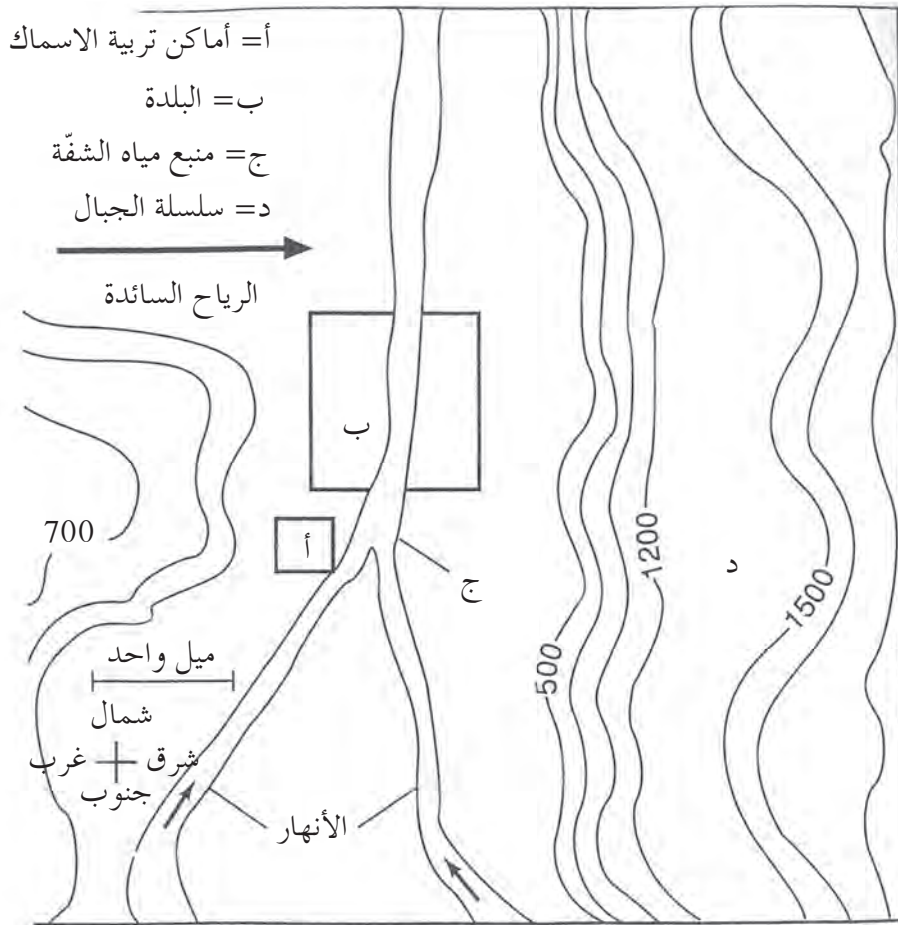 أ= أماكن تربية الاسماك
ب= البلدة
ج= منبع مياه الشفّة
د= سلسلة الجبال
الرياح السائدة
ب
700
أ
ج
1200
د
1500
500
ميل واحد
شمال
شرق
غرب
جنوب
الأنهار